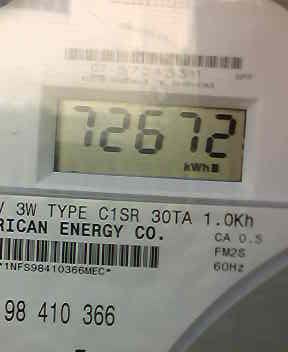 72672
kWh
V 3W TYPE C1SR 30TA 1.0Kh
RICAN ENERGY CO.
CA 0.5
FM2S
60Hz
*1NFS98410366MEC*
98 410 366